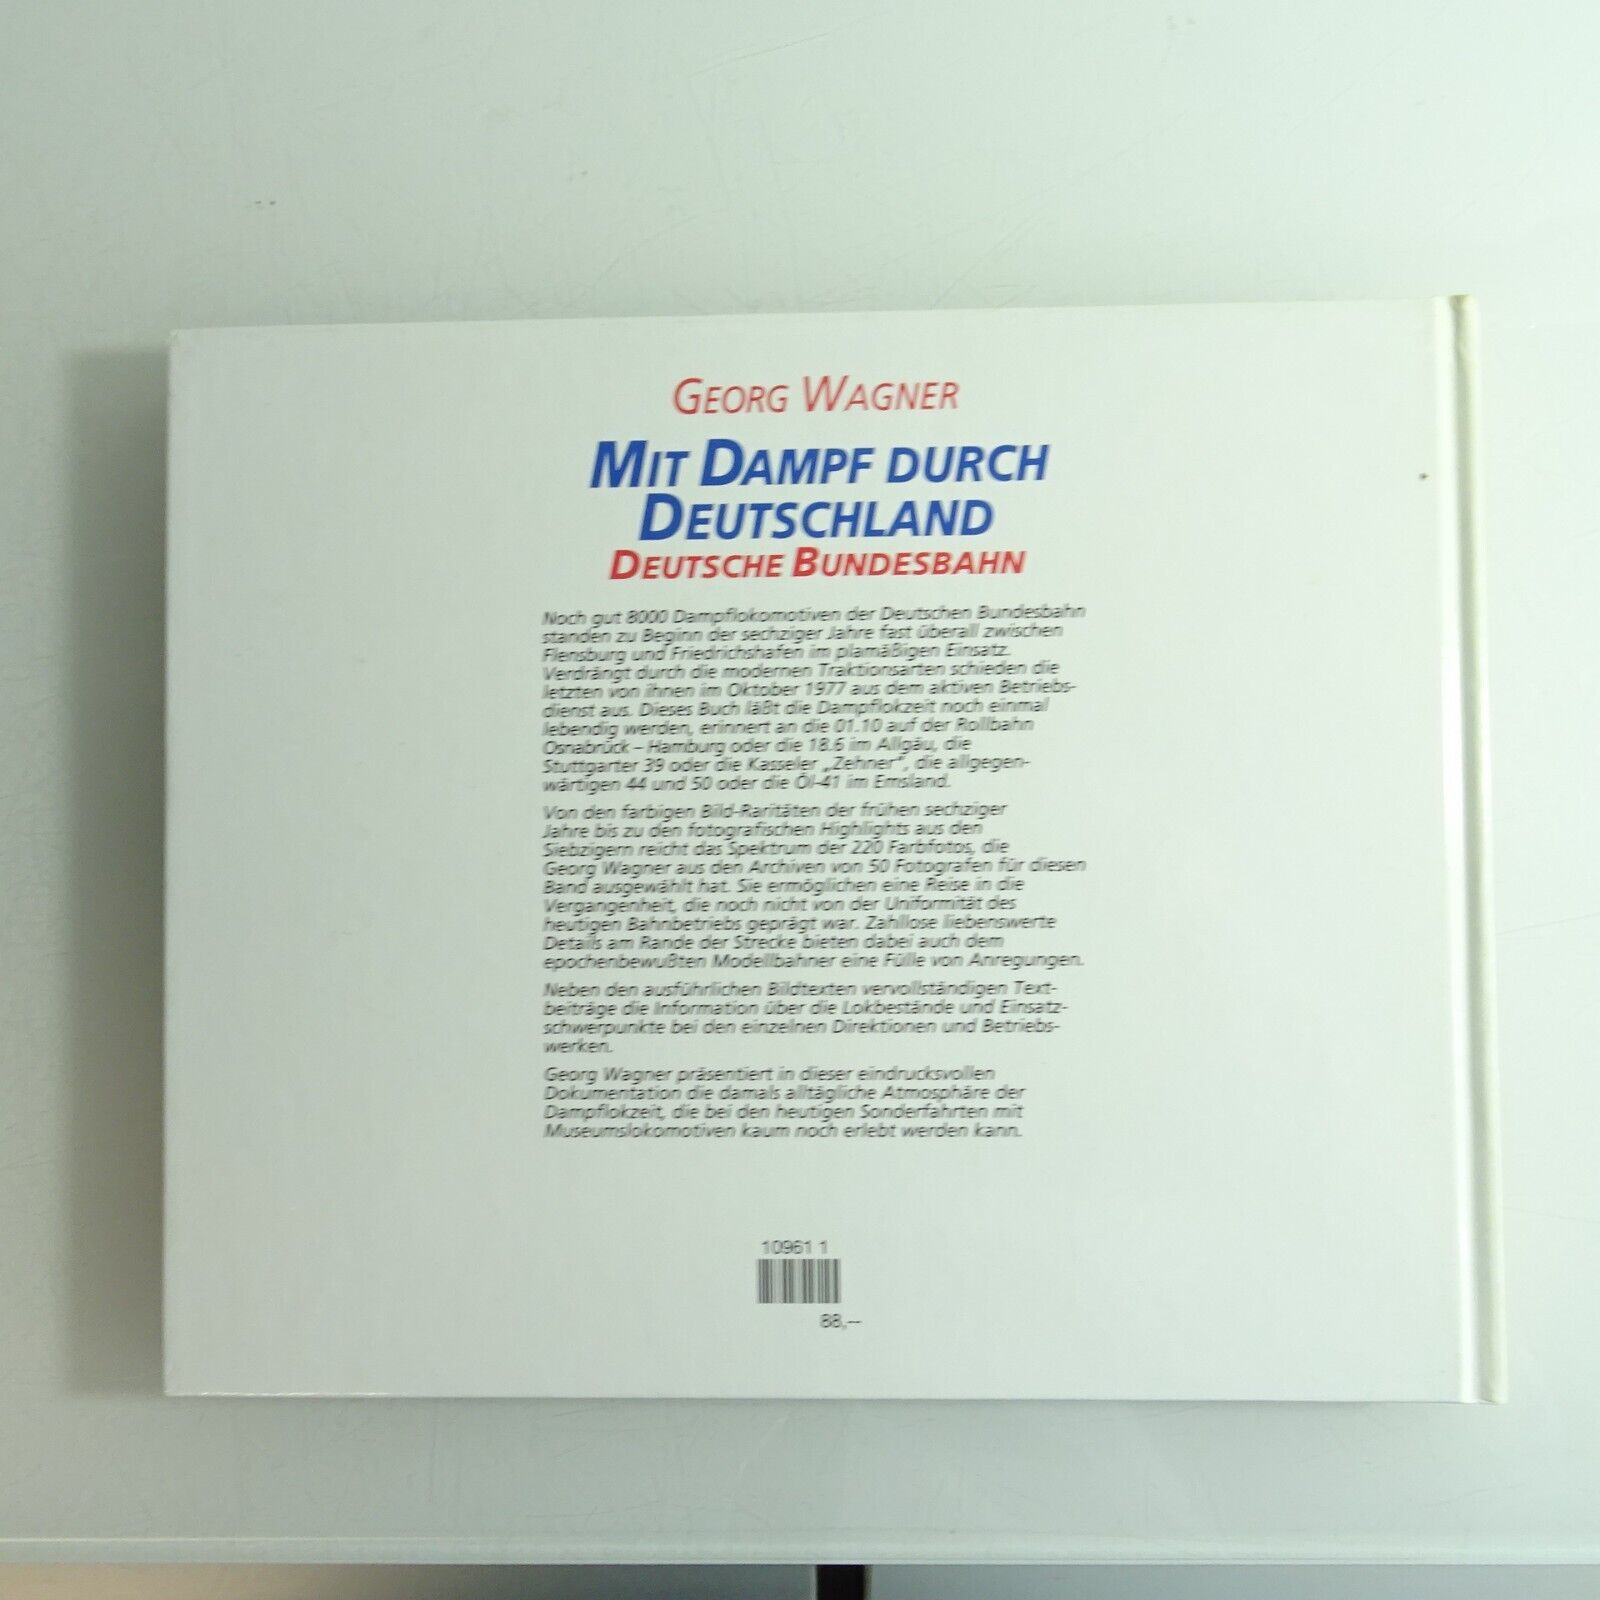 GEORG WAGNER
MIT DAMPF DURCH
DEUTSCHLAND
DEUTSCHE BUNDESBAHN
Noch gut 8000 Dampflokomotiven der Deutschen Bundesbahn
standen zu Beginn der sechziger Jahre fast überall zwischen
Flensburg und Friedrichshafen im plamäßigen Einsatz.
Verdrängt durch die modernen Traktionsarten schieden die
letzten von ihnen im Oktober 1977 aus dem aktiven Betriebs-
dienst aus. Dieses Buch läßt die Dampflokzeit noch einmal
lebendig werden, erinnert an die 01.10 auf der Rollbahn
Osnabrück – Hamburg oder die 18.6 im Allgäu, die
Stuttgarter 39 oder die Kasseler „Zehner", die allgegen-
wärtigen 44 und 50 oder die Öl-41 im Emsland.
Von den farbigen Bild-Raritäten der frühen sechziger
Jahre bis zu den fotografischen Highlights aus den
Siebzigern reicht das Spektrum der 220 Farbfotos, die
Georg Wagner aus den Archiven von 50 Fotografen für diesen
Band ausgewählt hat. Sie ermöglichen eine Reise in die
Vergangenheit, die noch nicht von der Uniformität des
heutigen Bahnbetriebs geprägt war. Zahllose liebenswerte
Details am Rande der Strecke bieten dabei auch dem
epochenbewußten Modellbahner eine Fülle von Anregungen.
Neben den ausführlichen Bildtexten vervollständigen Text-
beiträge die Information über die Lokbestände und Einsatz-
schwerpunkte bei den einzelnen Direktionen und Betriebs-
werken.
Georg Wagner präsentiert in dieser eindrucksvollen
Dokumentation die damals alltägliche Atmosphäre der
Dampflokzeit, die bei den heutigen Sonderfahrten mit
Museumslokomotiven kaum noch erlebt werden kann.
10961 1
88,--